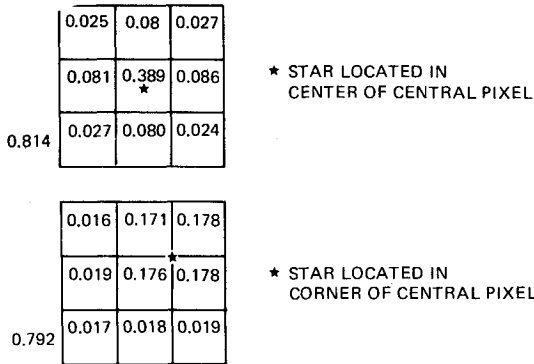 0.025 0.08 0.027
0.081 0.389 0.086
★ STAR LOCATED IN
CENTER OF CENTRAL PIXEL
0.027 0.080 0.024
0.814
0.016 0.171 0.178
0.019 0.176 0.178
★ STAR LOCATED IN
CORNER OF CENTRAL PIXEL
0.017 0.018 0.019
0.792